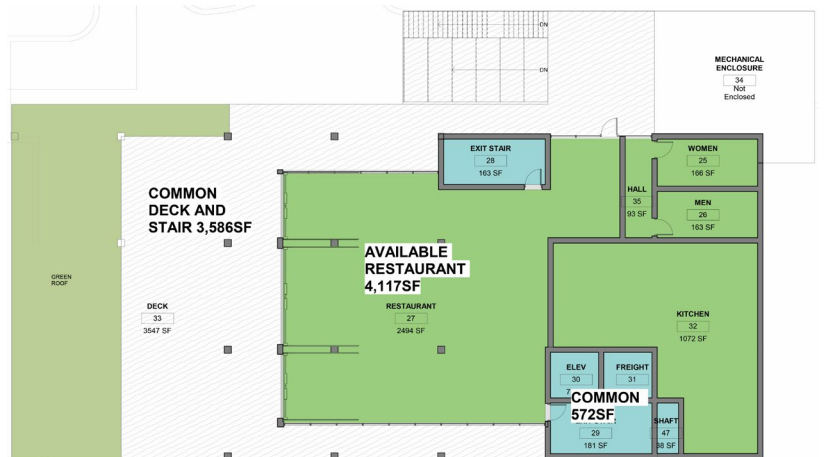 DN
DN
MECHANICAL
ENCLOSURE
34
Not
Enclosed
EXIT STAIR
28
163 SF
WOMEN
25
166 SF
HALL
35
93 SF
MEN
26
163 SF
COMMON
DECK AND
STAIR 3,586SF
AVAILABLE
RESTAURANT
4,117SF
GREEN
ROOF
DECK
33
3547 SF
RESTAURANT
27
2494 SF
KITCHEN
32
1072 SF
ELEV
30
FREIGHT
31
COMMON
572SF
29
181 SF
SHAFT
47
38 SF